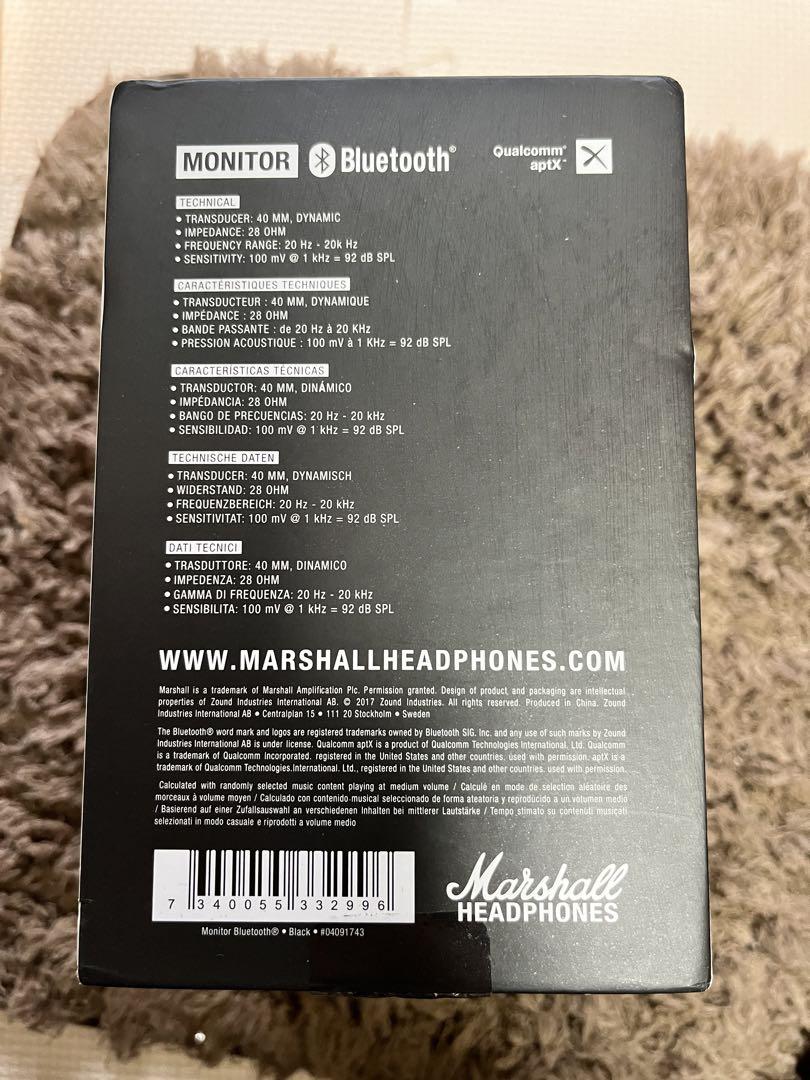 MONITOR Bluetooth® Qualcomm® aptX™
TECHNICAL
• TRANSDUCER: 40 MM, DYNAMIC
• IMPEDANCE: 28 OHM
• FREQUENCY RANGE: 20 Hz - 20k Hz
• SENSITIVITY: 100 mV @ 1 kHz = 92 dB SPL
CARACTÉRISTIQUES TECHNIQUES
• TRANSDUCTEUR : 40 MM, DYNAMIQUE
• IMPÉDANCE : 28 OHM
• BANDE PASSANTE : de 20 Hz à 20 KHz
• PRESSION ACOUSTIQUE : 100 mV à 1 KHz = 92 dB SPL
CARACTERÍSTICAS TÉCNICAS
• TRANSDUCTOR: 40 MM, DINÁMICO
• IMPÉDANCIA: 28 OHM
• BANGO DE PRECUENCIAS: 20 Hz - 20 kHz
• SENSIBILIDAD: 100 mV @ 1 kHz = 92 dB SPL
TECHNISCHE DATEN
• TRANSDUCER: 40 MM, DYNAMISCH
• WIDERSTAND: 28 OHM
• FREQUENZBEREICH: 20 Hz - 20 kHz
• SENSITIVITAT: 100 mV @ 1 kHz = 92 dB SPL
DATI TECNICI
• TRASDUTTORE: 40 MM, DINAMICO
• IMPEDENZA: 28 OHM
• GAMMA DI FREQUENZA: 20 Hz - 20 kHz
• SENSIBILITA: 100 mV @ 1 kHz = 92 dB SPL
WWW.MARSHALLHEADPHONES.COM
Marshall is a trademark of Marshall Amplification Plc. Permission granted. Design of product and packaging are intellectual
properties of Zound Industries International AB. © 2017 Zound Industries. All rights reserved. Produced in China. Zound
Industries International AB • Centralplan 15 • 111 20 Stockholm • Sweden
The Bluetooth® word mark and logos are registered trademarks owned by Bluetooth SIG. Inc. and any use of such marks by Zound
Industries International AB is under license. Qualcomm aptX is a product of Qualcomm Technologies International, Ltd. Qualcomm
is a trademark of Qualcomm Incorporated. registered in the United States and other countries. used with permission. aptX is a
trademark of Qualcomm Technologies.International. Ltd., registered in the United States and other countries. used with permission.
Calculated with randomly selected music content playing at medium volume / Calculé en mode de.sélection aléatoire des
morceaux à volume moyen / Calculado con contenido musical seleccionado de forma ateatoria y reproducido a un.volumen medio
/ Basierend auf einer Zufallsauswahl an verschiedenen Inhalten bei mittlerer Lautstärke / Tempo stimato su contenuti musicati
selezionati in modo casuale e riprodotti a volume medio
7 340055 332996
Monitor Bluetooth® • Black • #04091743
Marshall
HEADPHONES